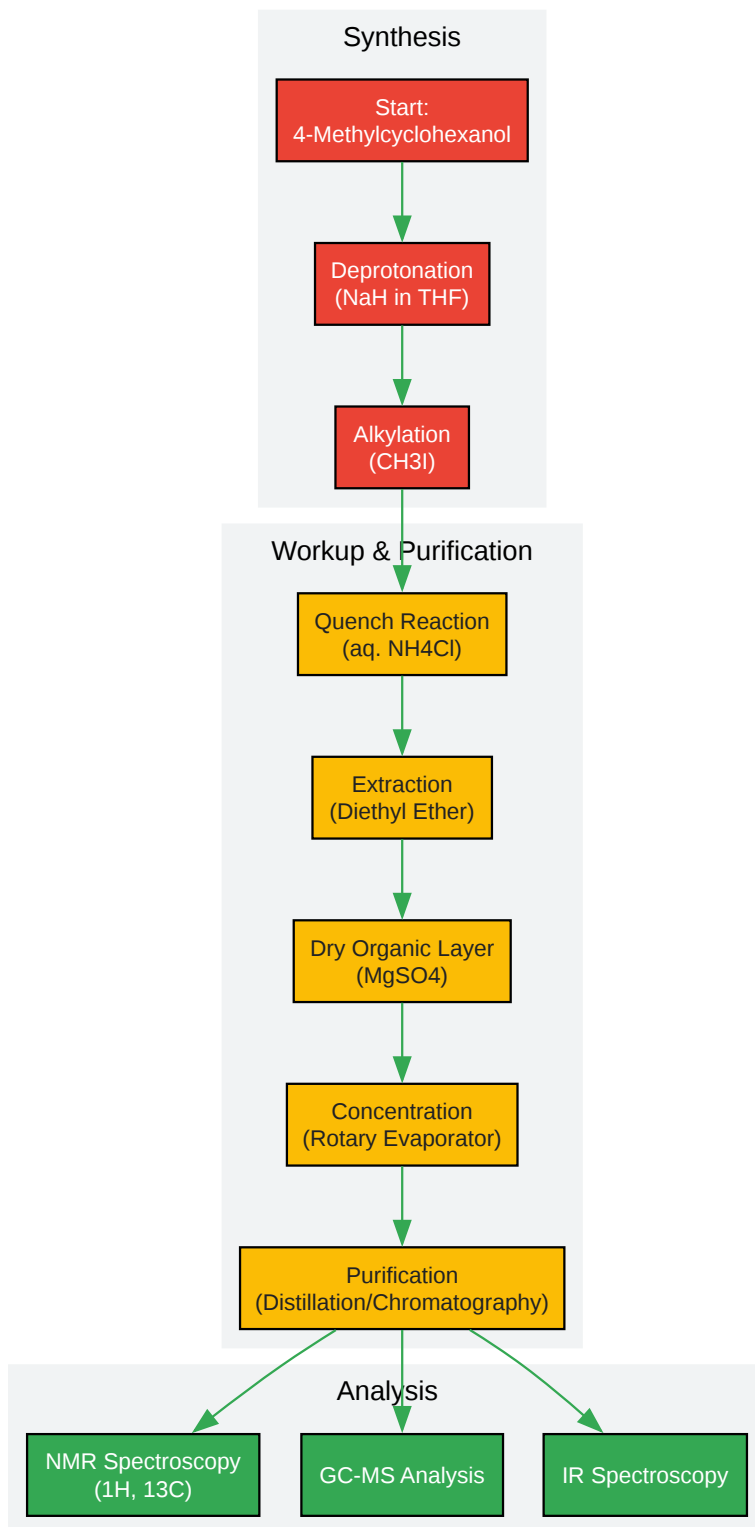 Synthesis
Start:
4-Methylcyclohexanol
Deprotonation
(NaH in THF)
Alkylation
(CH3I)
Workup & Purification
Quench Reaction
(aq. NH4Cl)
Extraction
(Diethyl Ether)
Dry Organic Layer
(MgSO4)
Concentration
(Rotary Evaporator)
Purification
(Distillation/Chromatography)
Analysis
NMR Spectroscopy
(1H, 13C)
GC-MS Analysis
IR Spectroscopy